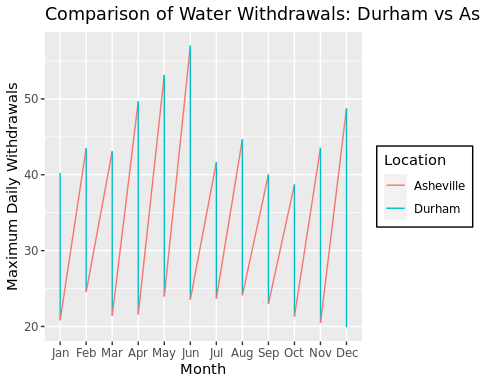 Comparison of Water Withdrawals: Durham vs As
Maximum Daily Withdrawals
50
40
30
20
Jan Feb Mar Apr May Jun Jul Aug Sep Oct Nov Dec
Month
Location
Asheville
Durham